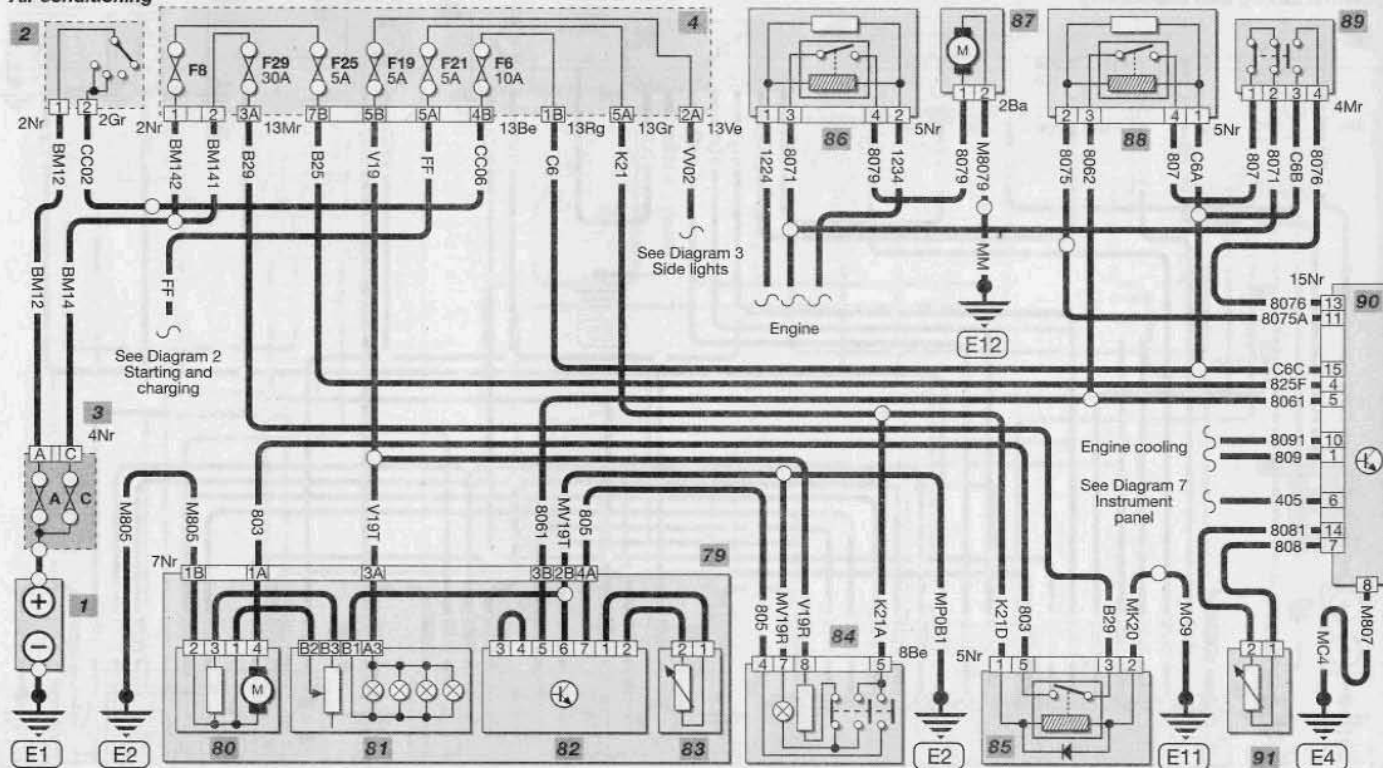 Air conditioning
2
4
86
87
88
89
F8
F29
30A
F25
5A
F19
5A
F21
5A
F6
10A
M
1 2
2Nr
2Gr
2Nr
1 2 3A
13Mr
7B 5B 5A 4B
13Be
1B
13Rg
5A
13Gr
2A
13Ve
1 3 4 2
5Nr
1 2
2Ba
2 3 4 1
5Nr
1 2 3 4
4Mr
BM12
CC02
BM142
BM141
B29
B25
V19
FF
CC06
C6
K21
VV02
1224
8071
8079
1234
8079
M8079
8075
8062
807
C6A
807
8071
C6B
8076
See Diagram 3
Side lights
BM12
BM14
FF
MM
Engine
E12
15Nr
90
8076 13
8075A 11
See Diagram 2
Starting and
charging
C6C 15
825F 4
8061 5
3
4Nr
A C
A C
Engine cooling
8091 10
809 1
See Diagram 7
Instrument
panel
405 6
8081 14
808 7
8
M807
M805
M805
803
V19T
8061
MV19T
805
79
7Nr
1B 1A 3A 3B 2B 4A
1
805
MV19R
V19R
K21A
MP0B1
K21D
803
B29
MK20
MC9
MC4
84
8Be
5Nr
2 3 1 4
B2 B3 B1 A3
3 4 5 6 7 1 2
2 1
4 7 8 5
1 5 3 2
2 1
M
80
81
82
83
85
91
E1
E2
E2
E11
E4